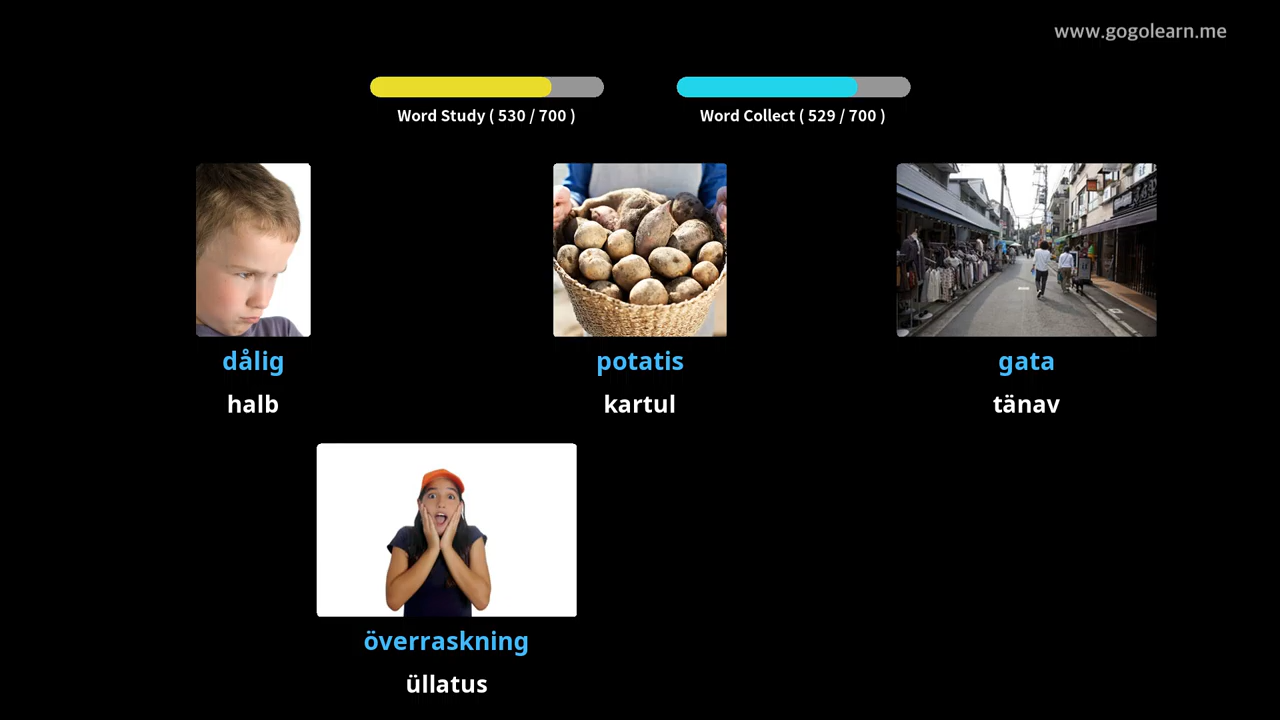 www.gogolearn.me
Word Study ( 530 / 700 )
Word Collect ( 529 / 700 )
dålig
halb
potatis
kartul
gata
tänav
överraskning
üllatus